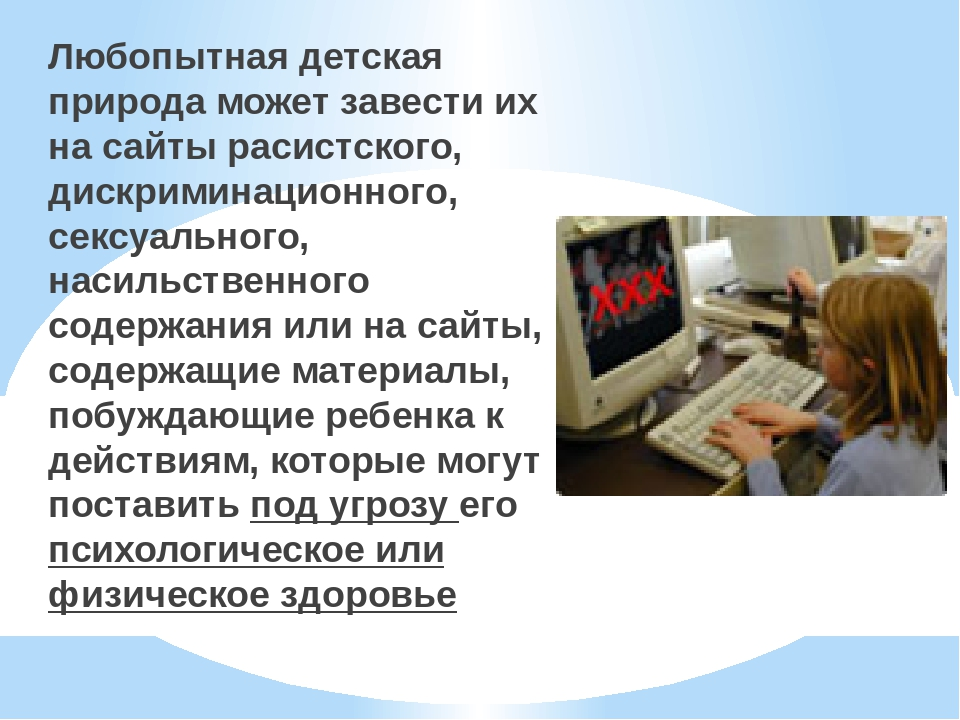 Любопытная детская
природа может завести их
на сайты расистского,
дискриминационного,
сексуального,
насильственного
содержания или на сайты,
содержащие материалы,
побуждающие ребенка к
действиям, которые могут
поставить под угрозу его
психологическое или
физическое здоровье
XXX